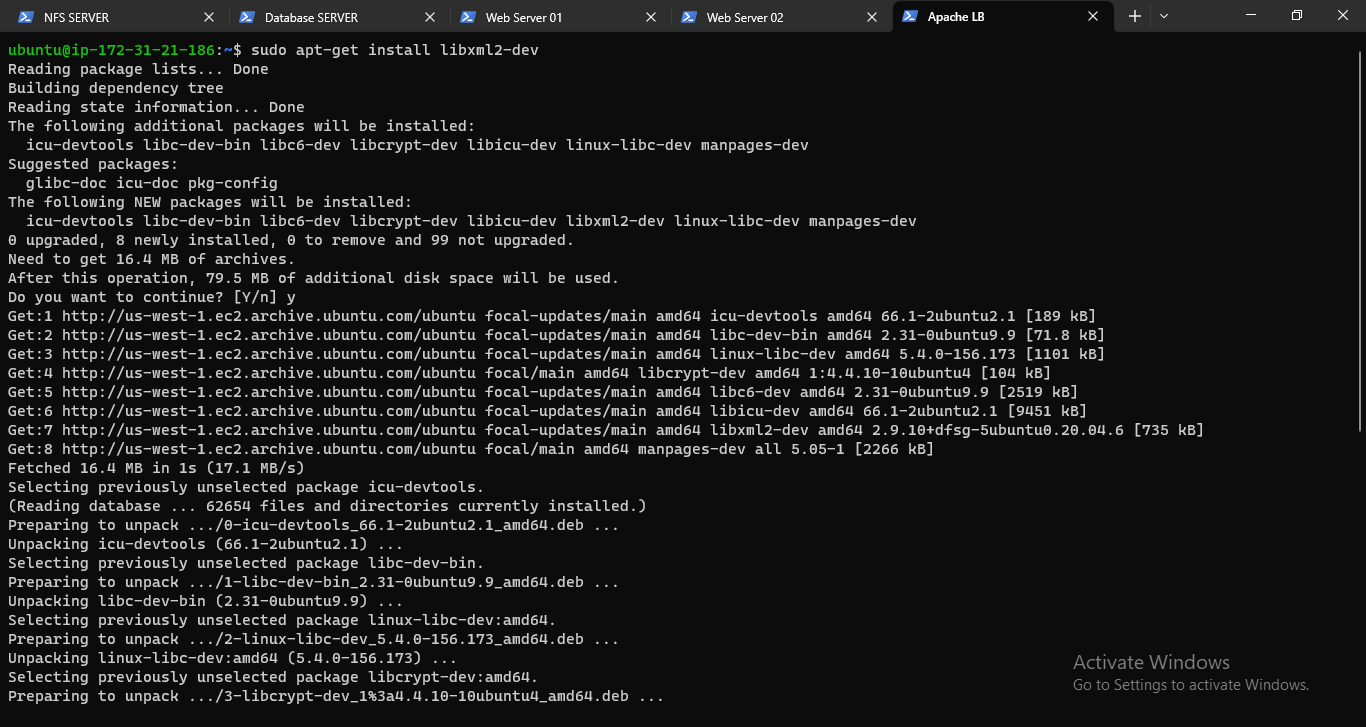 NFS SERVER
Database SERVER
Web Server 01
Web Server 02
Apache LB
ubuntu@ip-172-31-21-186:~$ sudo apt-get install libxml2-dev
Reading package lists... Done
Building dependency tree
Reading state information... Done
The following additional packages will be installed:
  icu-devtools libc-dev-bin libc6-dev libcrypt-dev libicu-dev linux-libc-dev manpages-dev
Suggested packages:
  glibc-doc icu-doc pkg-config
The following NEW packages will be installed:
  icu-devtools libc-dev-bin libc6-dev libcrypt-dev libicu-dev libxml2-dev linux-libc-dev manpages-dev
0 upgraded, 8 newly installed, 0 to remove and 99 not upgraded.
Need to get 16.4 MB of archives.
After this operation, 79.5 MB of additional disk space will be used.
Do you want to continue? [Y/n] y
Get:1 http://us-west-1.ec2.archive.ubuntu.com/ubuntu focal-updates/main amd64 icu-devtools amd64 66.1-2ubuntu2.1 [189 kB]
Get:2 http://us-west-1.ec2.archive.ubuntu.com/ubuntu focal-updates/main amd64 libc-dev-bin amd64 2.31-0ubuntu9.9 [71.8 kB]
Get:3 http://us-west-1.ec2.archive.ubuntu.com/ubuntu focal-updates/main amd64 linux-libc-dev amd64 5.4.0-156.173 [1101 kB]
Get:4 http://us-west-1.ec2.archive.ubuntu.com/ubuntu focal/main amd64 libcrypt-dev amd64 1:4.4.10-10ubuntu4 [104 kB]
Get:5 http://us-west-1.ec2.archive.ubuntu.com/ubuntu focal-updates/main amd64 libc6-dev amd64 2.31-0ubuntu9.9 [2519 kB]
Get:6 http://us-west-1.ec2.archive.ubuntu.com/ubuntu focal-updates/main amd64 libicu-dev amd64 66.1-2ubuntu2.1 [9451 kB]
Get:7 http://us-west-1.ec2.archive.ubuntu.com/ubuntu focal-updates/main amd64 libxml2-dev amd64 2.9.10+dfsg-5ubuntu0.20.04.6 [735 kB]
Get:8 http://us-west-1.ec2.archive.ubuntu.com/ubuntu focal/main amd64 manpages-dev all 5.05-1 [2266 kB]
Fetched 16.4 MB in 1s (17.1 MB/s)
Selecting previously unselected package icu-devtools.
(Reading database ... 62654 files and directories currently installed.)
Preparing to unpack .../0-icu-devtools_66.1-2ubuntu2.1_amd64.deb ...
Unpacking icu-devtools (66.1-2ubuntu2.1) ...
Selecting previously unselected package libc-dev-bin.
Preparing to unpack .../1-libc-dev-bin_2.31-0ubuntu9.9_amd64.deb ...
Unpacking libc-dev-bin (2.31-0ubuntu9.9) ...
Selecting previously unselected package linux-libc-dev:amd64.
Preparing to unpack .../2-linux-libc-dev_5.4.0-156.173_amd64.deb ...
Unpacking linux-libc-dev:amd64 (5.4.0-156.173) ...
Selecting previously unselected package libcrypt-dev:amd64.
Preparing to unpack .../3-libcrypt-dev_1%3a4.4.10-10ubuntu4_amd64.deb ...
Activate Windows
Go to Settings to activate Windows.